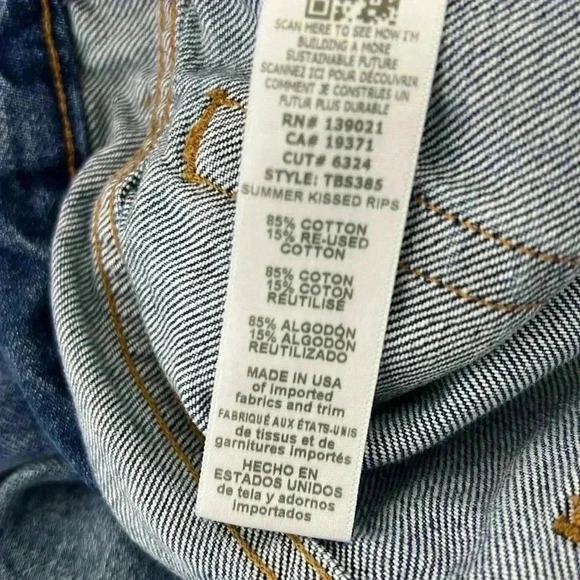 SCAN HERE TO SEE HOW I'M
BUILDING A MORE
SUSTAINABLE FUTURE
SCANNEZ ICI POUR DÉCOUVRIR
COMMENT JE CONSTRUIS UN
FUTUR PLUS DURABLE
RN# 139021
CA# 19371
CUT# 6324
STYLE: TBS385
SUMMER KISSED RIPS
85% COTTON
15% RE-USED
COTTON
85% COTON
15% COTON
REUTILISÉ
85% ALGODÓN
15% ALGODÓN
REUTILIZADO
MADE IN USA
of imported
fabrics and trim
FABRIQUÉ AUX ÉTATS-UNIS
de tissus et de
garnitures importés
HECHO EN
ESTADOS UNIDOS
de tela y adornos
importados